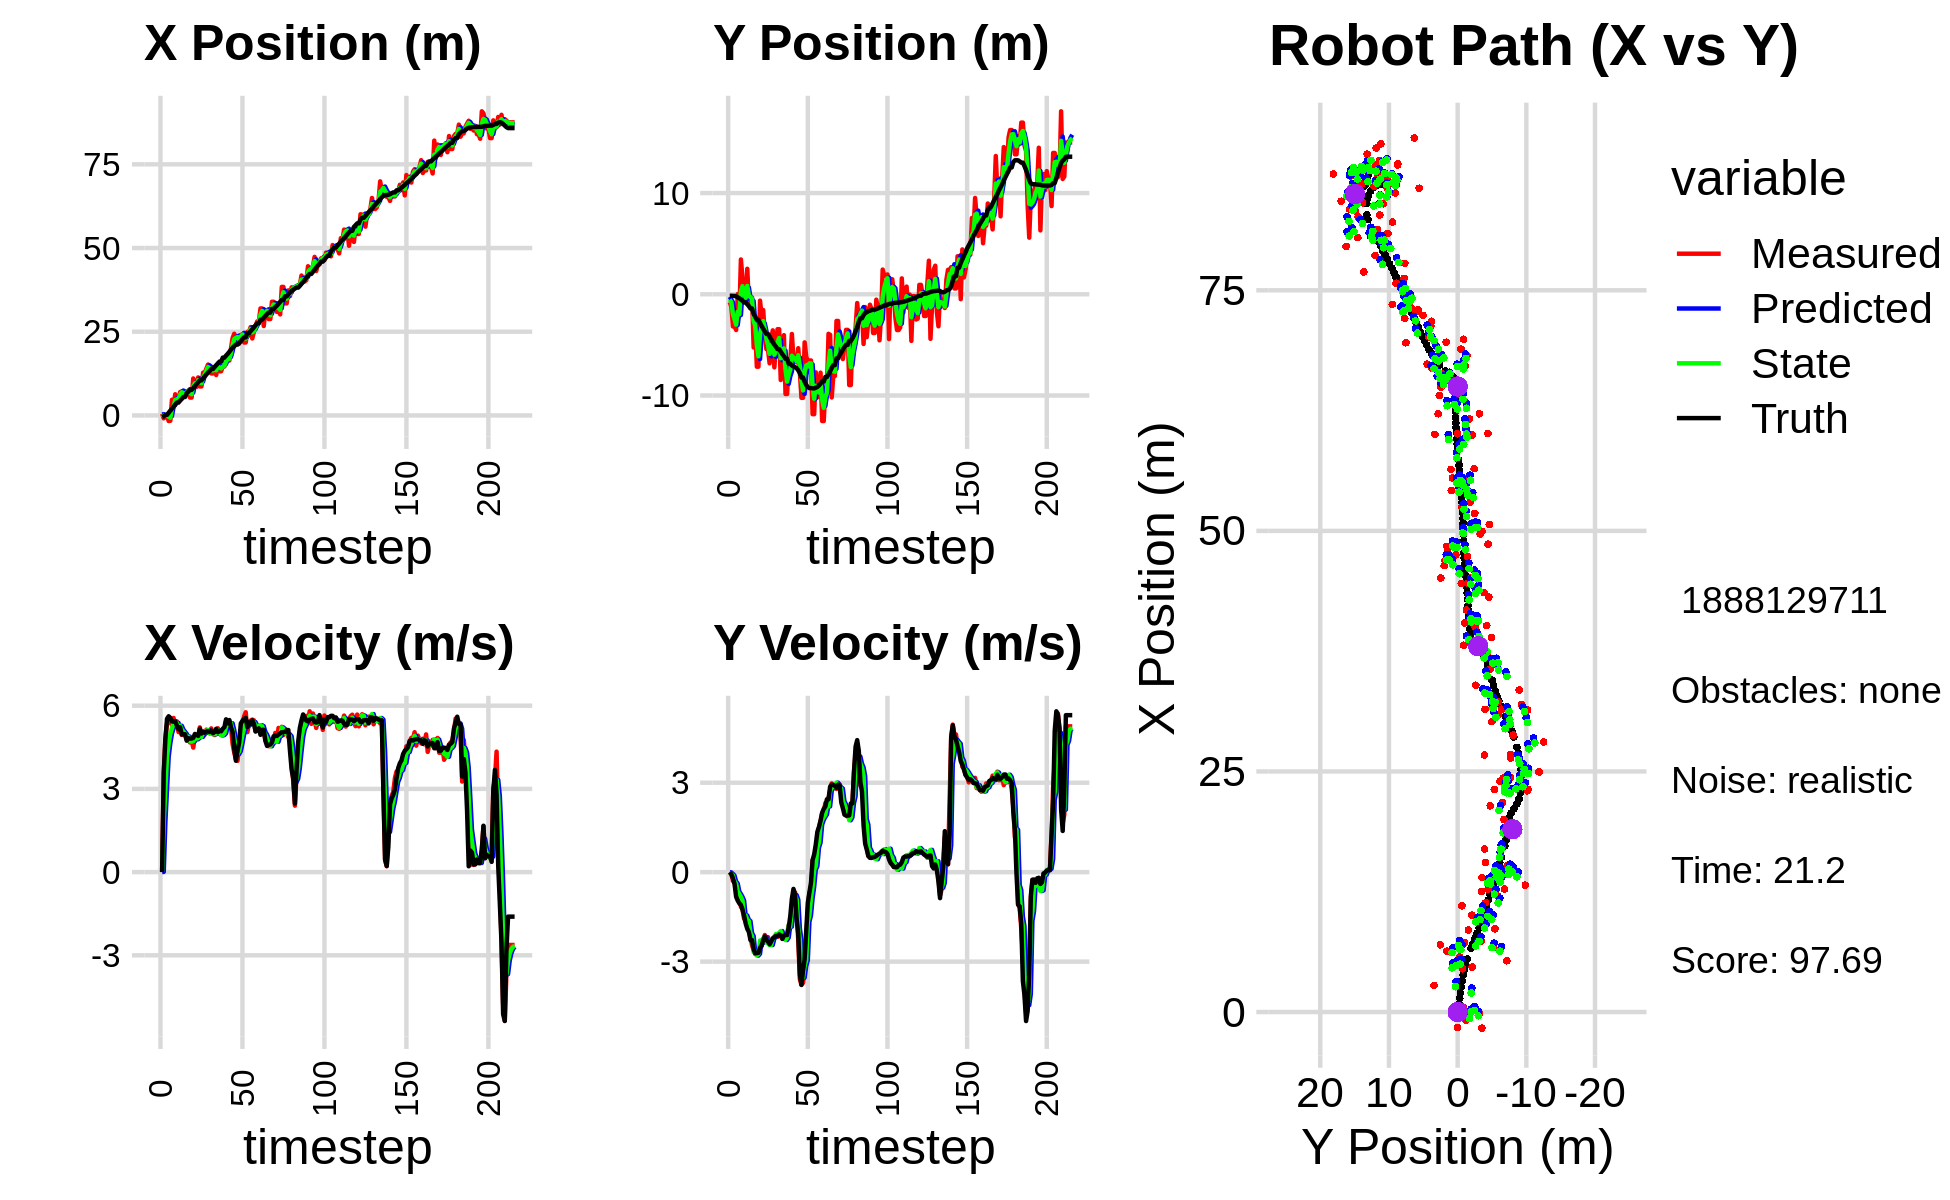 X Position (m)
75
50
25
0
0
50
100
150
200
timestep
Y Position (m)
10
0
-10
0
50
100
150
200
timestep
X Velocity (m/s)
6
3
0
-3
0
50
100
150
200
timestep
Y Velocity (m/s)
3
0
-3
0
50
100
150
200
timestep
Robot Path (X vs Y)
X Position (m)
75
50
25
0
20
10
0
-10
-20
Y Position (m)
variable
Measured
Predicted
State
Truth
1888129711
Obstacles: none
Noise: realistic
Time: 21.2
Score: 97.69